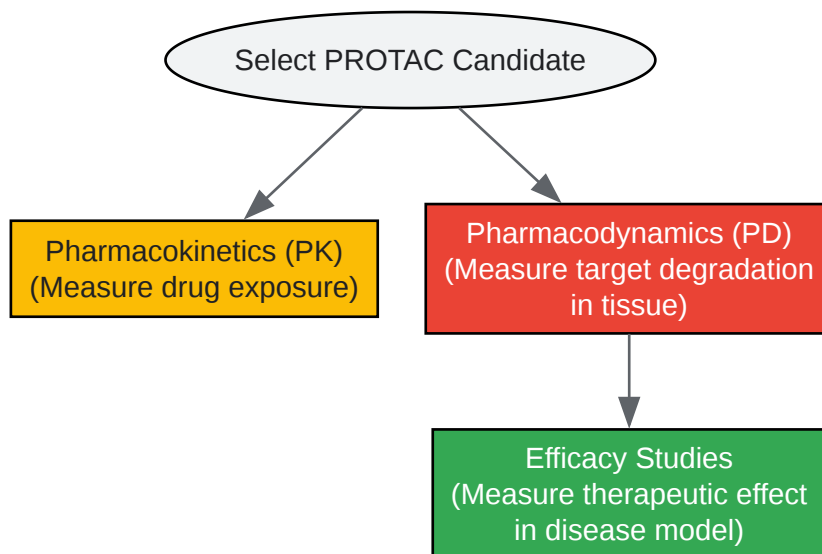 Select PROTAC Candidate
Pharmacokinetics (PK)
(Measure drug exposure)
Pharmacodynamics (PD)
(Measure target degradation
in tissue)
Efficacy Studies
(Measure therapeutic effect
in disease model)